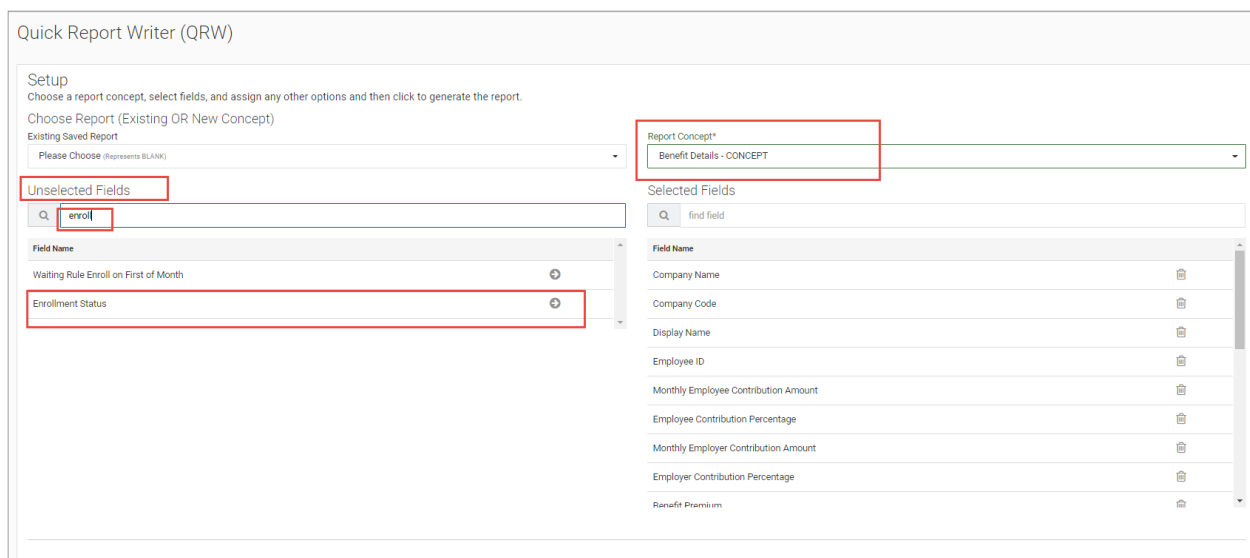 Quick Report Writer (QRW)
Setup
Choose a report concept, select fields, and assign any other options and then click to generate the report.
Choose Report (Existing OR New Concept)
Existing Saved Report
Please Choose (Represents BLANK)
Report Concept*
Benefit Details - CONCEPT
Unselected Fields
enroll
Field Name
Waiting Rule Enroll on First of Month
Enrollment Status
Selected Fields
find field
Field Name
Company Name
Company Code
Display Name
Employee ID
Monthly Employee Contribution Amount
Employee Contribution Percentage
Monthly Employer Contribution Amount
Employer Contribution Percentage
Benefit Premium